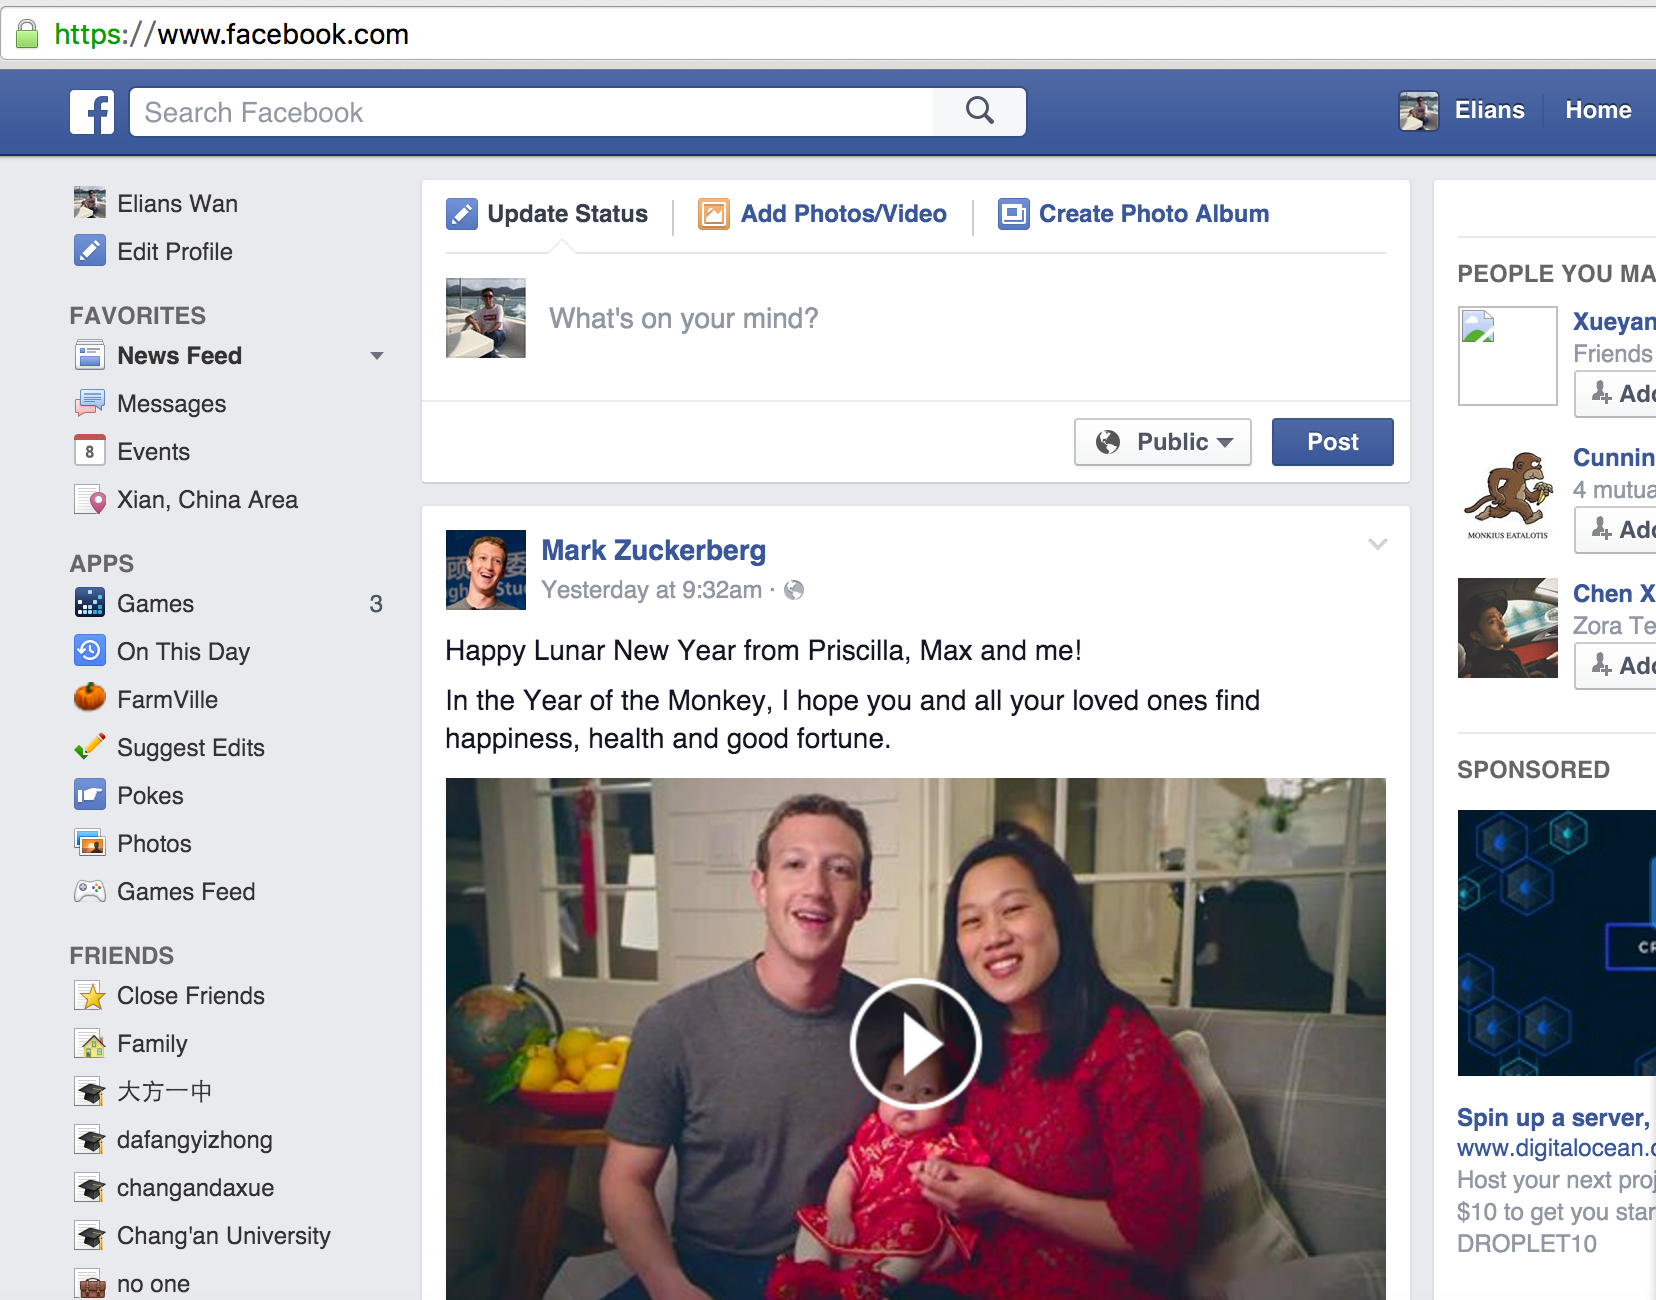 https://www.facebook.com
Search Facebook
Elians
Home
Elians Wan
Edit Profile
FAVORITES
News Feed
Messages
8
Events
Xian, China Area
APPS
Games
3
On This Day
FarmVille
Suggest Edits
Pokes
Photos
Games Feed
FRIENDS
Close Friends
Family
大方一中
dafangyizhong
changandaxue
Chang'an University
no one
Update Status
Add Photos/Video
Create Photo Album
What's on your mind?
Public
Post
Mark Zuckerberg
Yesterday at 9:32am ·
Happy Lunar New Year from Priscilla, Max and me!
In the Year of the Monkey, I hope you and all your loved ones find
happiness, health and good fortune.
PEOPLE YOU MA
Xueyan
Friends
Add
MONKIUS EATALOTIS
Cunnin
4 mutua
Add
Chen X
Zora Te
Add
SPONSORED
Spin up a server,
www.digitalocean.c
Host your next proj
$10 to get you star
DROPLET10